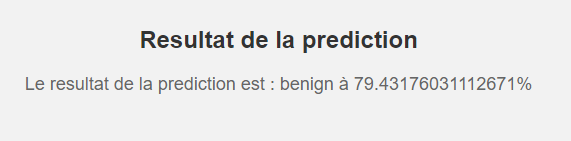 Resultat de la prediction
Le resultat de la prediction est : benign à 79.43176031112671%